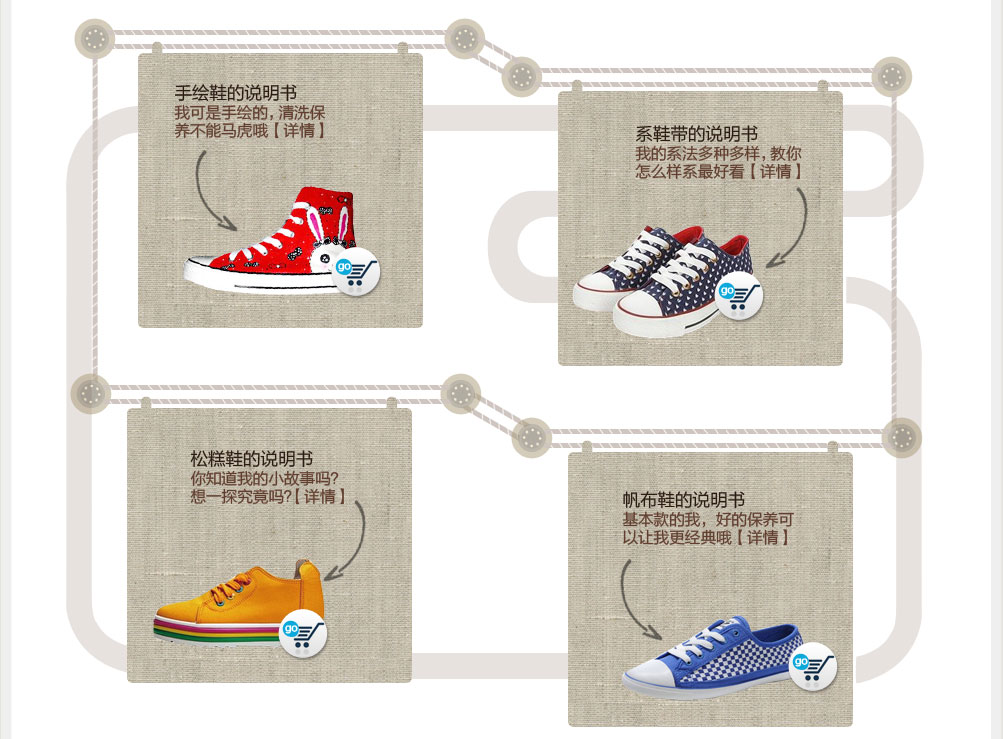 手绘鞋的说明书
我可是手绘的, 清洗保
养不能马虎哦【详情】
go
系鞋带的说明书
我的系法多种多样, 教你
怎么样系最好看【详情】
go
松糕鞋的说明书
你知道我的小故事吗?
想一探究竟吗?【详情】
go
帆布鞋的说明书
基本款的我，好的保养可
以让我更经典哦【详情】
go